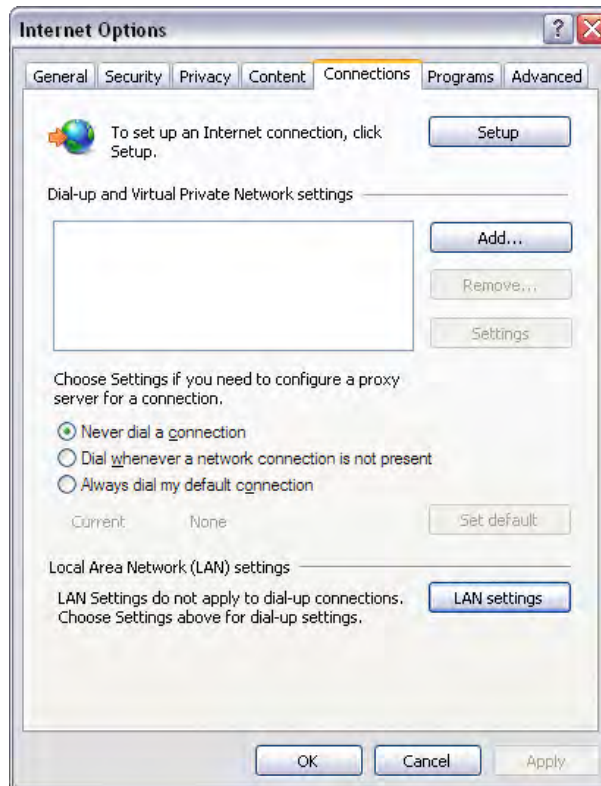 Internet Options
General Security Privacy Content Connections Programs Advanced
To set up an Internet connection, click
Setup.
Setup
Dial-up and Virtual Private Network settings
Add...
Remove...
Settings
Choose Settings if you need to configure a proxy
server for a connection.
Never dial a connection
Dial whenever a network connection is not present
Always dial my default connection
Current None
Set default
Local Area Network (LAN) settings
LAN Settings do not apply to dial-up connections.
Choose Settings above for dial-up settings.
LAN settings
OK Cancel Apply